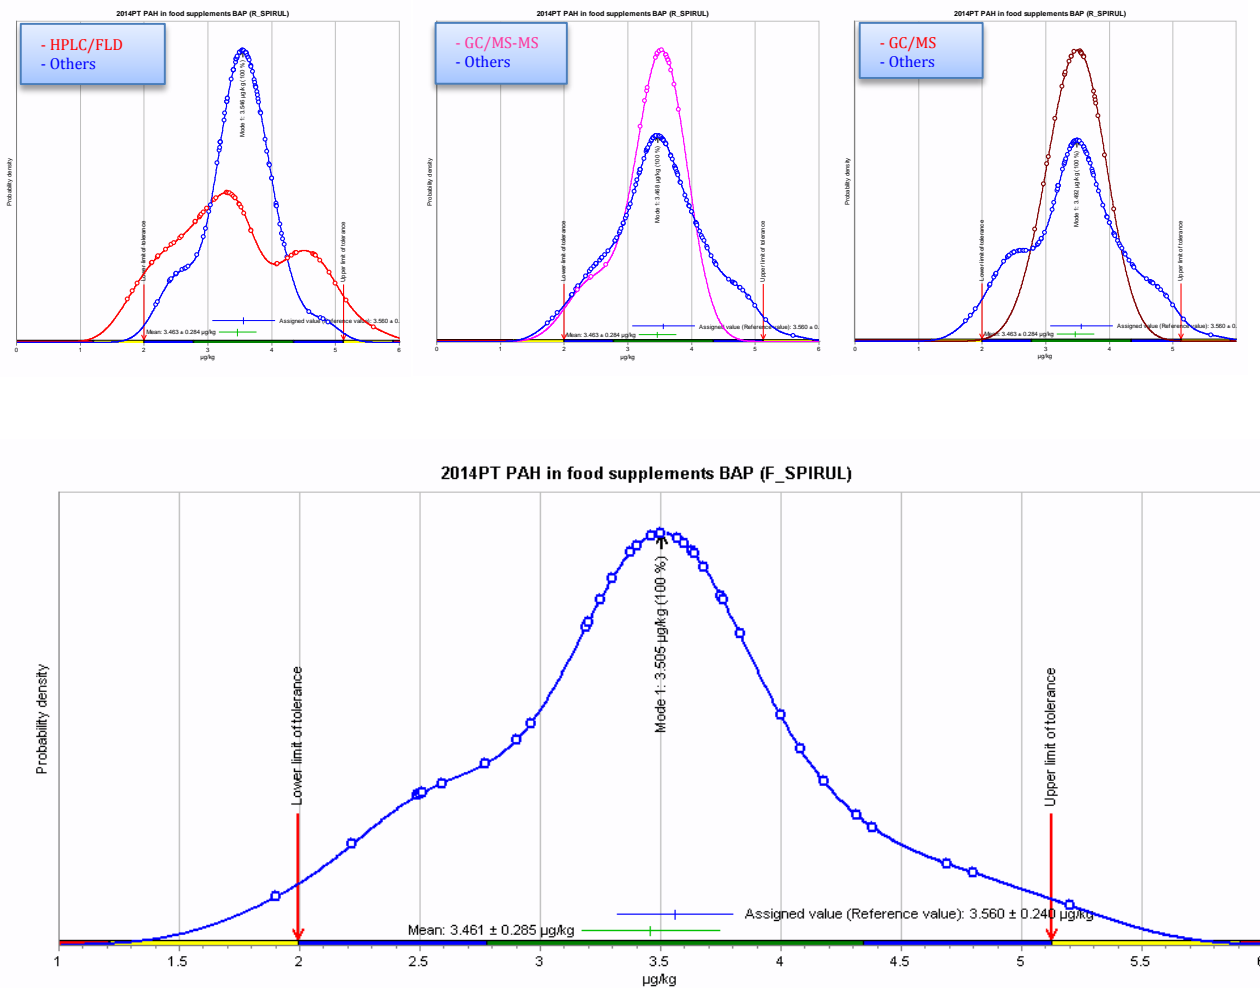 2014PT PAH in food supplements BAP (R_SPIRUL)
- HPLC/FLD
- Others
Probability density
Mode 1: 3.546 µg/kg (100 %)
Lower limit of tolerance
Upper limit of tolerance
Assigned value (Reference value): 3.560 ± 0.
Mean: 3.463 ± 0.284 µg/kg
0 1 2 3 4 5 6
µg/kg
2014PT PAH in food supplements BAP (R_SPIRUL)
- GC/MS-MS
- Others
Probability density
Mode 1: 3.468 µg/kg (100 %)
Lower limit of tolerance
Upper limit of tolerance
Assigned value (Reference value): 3.560 ± 0.
Mean: 3.463 ± 0.284 µg/kg
0 1 2 3 4 5 6
µg/kg
2014PT PAH in food supplements BAP (R_SPIRUL)
- GC/MS
- Others
Probability density
Mode 1: 3.492 µg/kg (100 %)
Lower limit of tolerance
Upper limit of tolerance
Assigned value (Reference value): 3.560 ± 0.
Mean: 3.463 ± 0.284 µg/kg
0 1 2 3 4 5
µg/kg
2014PT PAH in food supplements BAP (F_SPIRUL)
Probability density
Mode 1: 3.505 µg/kg (100 %)
Lower limit of tolerance
Upper limit of tolerance
Assigned value (Reference value): 3.560 ± 0.240 µg/kg
Mean: 3.461 ± 0.285 µg/kg
1 1.5 2 2.5 3 3.5 4 4.5 5 5.5 6
µg/kg